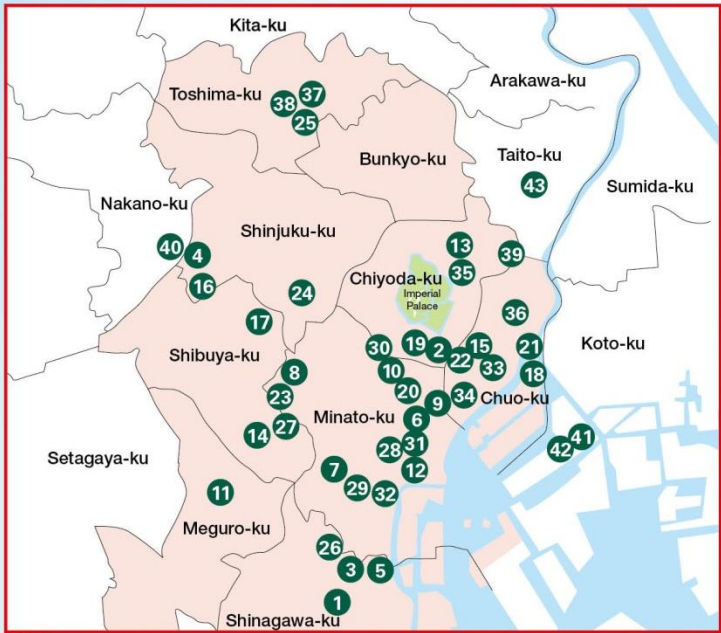 Kita-ku
Arakawa-ku
Toshima-ku
38
37
25
Bunkyo-ku
Taito-ku
43
Sumida-ku
Nakano-ku
40
4
16
Shinjuku-ku
24
17
13
39
Chiyoda-ku
35
Imperial
Palace
36
Koto-ku
Shibuya-ku
30
19
2
22
15
33
21
18
8
10
20
34
Chuo-ku
23
9
Minato-ku
6
14
27
28
31
12
41
42
Setagaya-ku
7
29
32
11
Meguro-ku
26
3
5
1
Shinagawa-ku